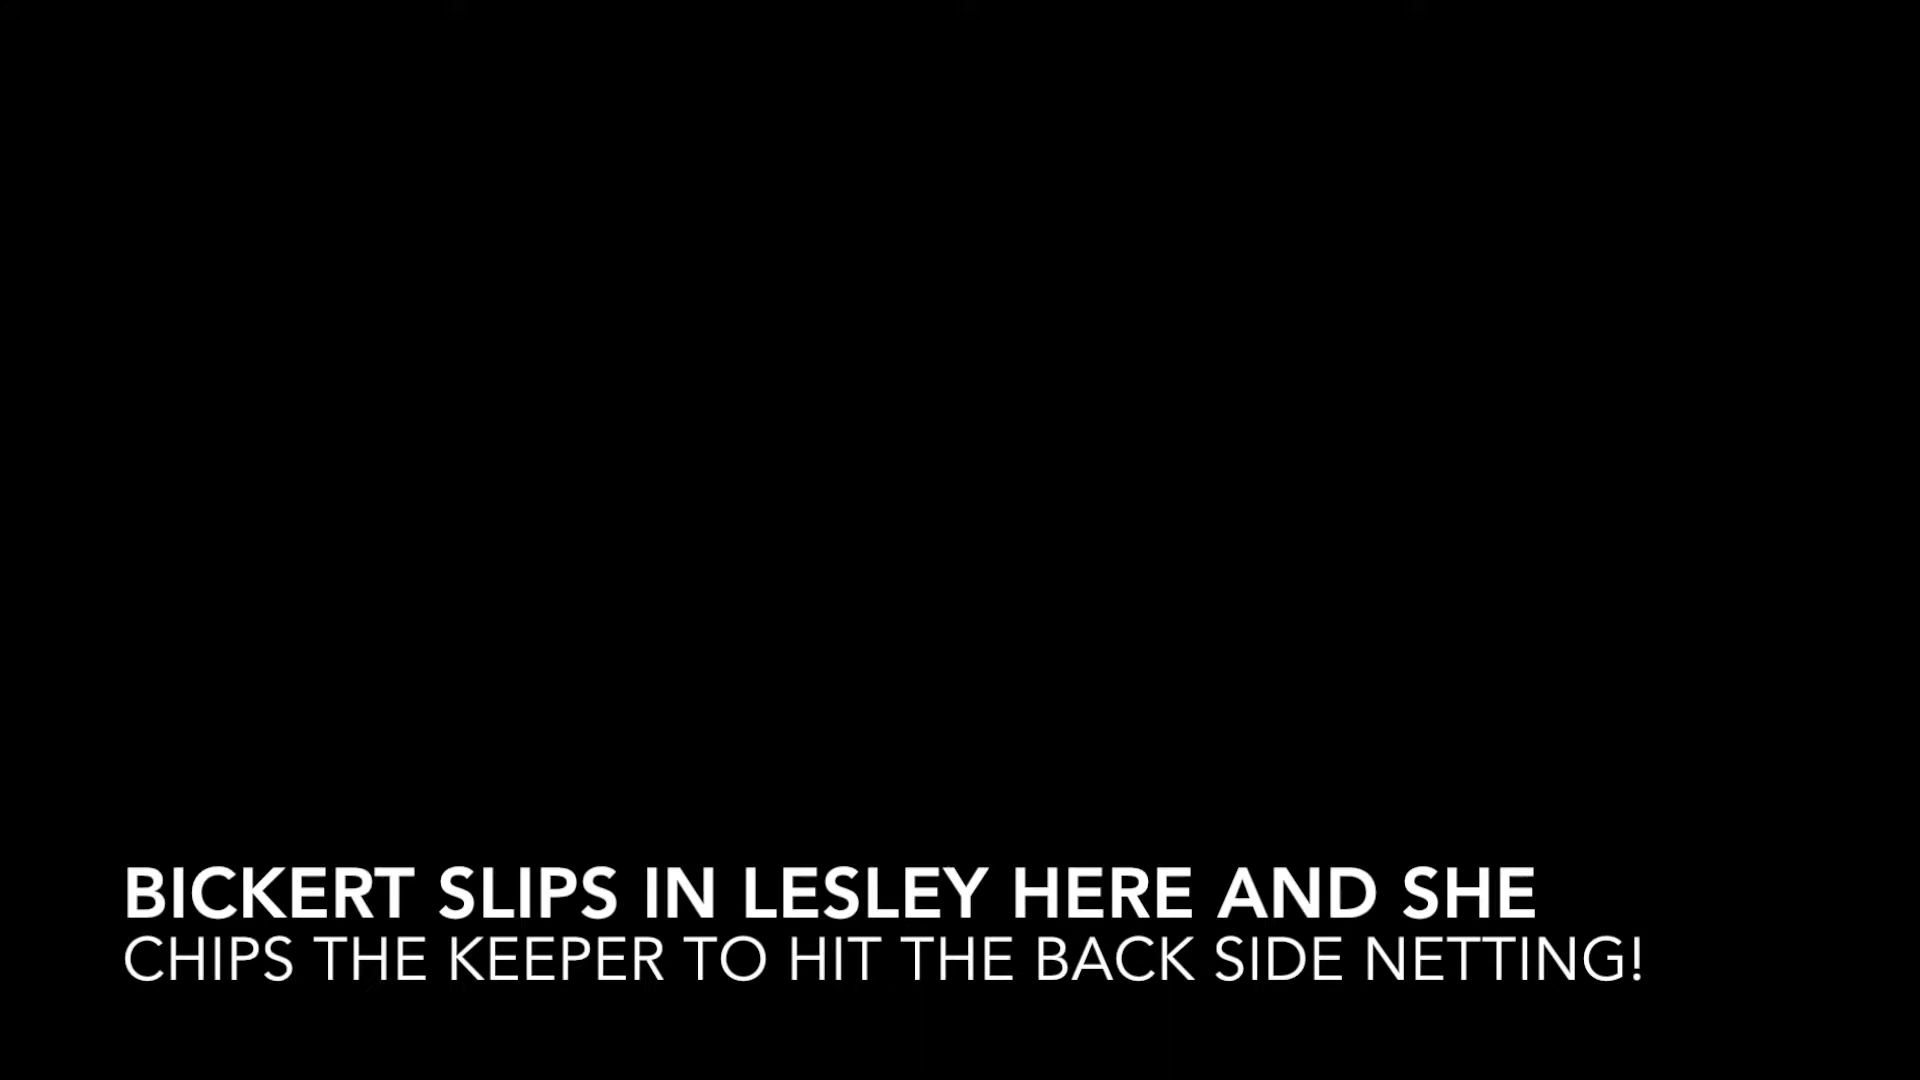 BICKERT SLIPS IN LESLEY HERE AND SHE
CHIPS THE KEEPER TO HIT THE BACK SIDE NETTING!